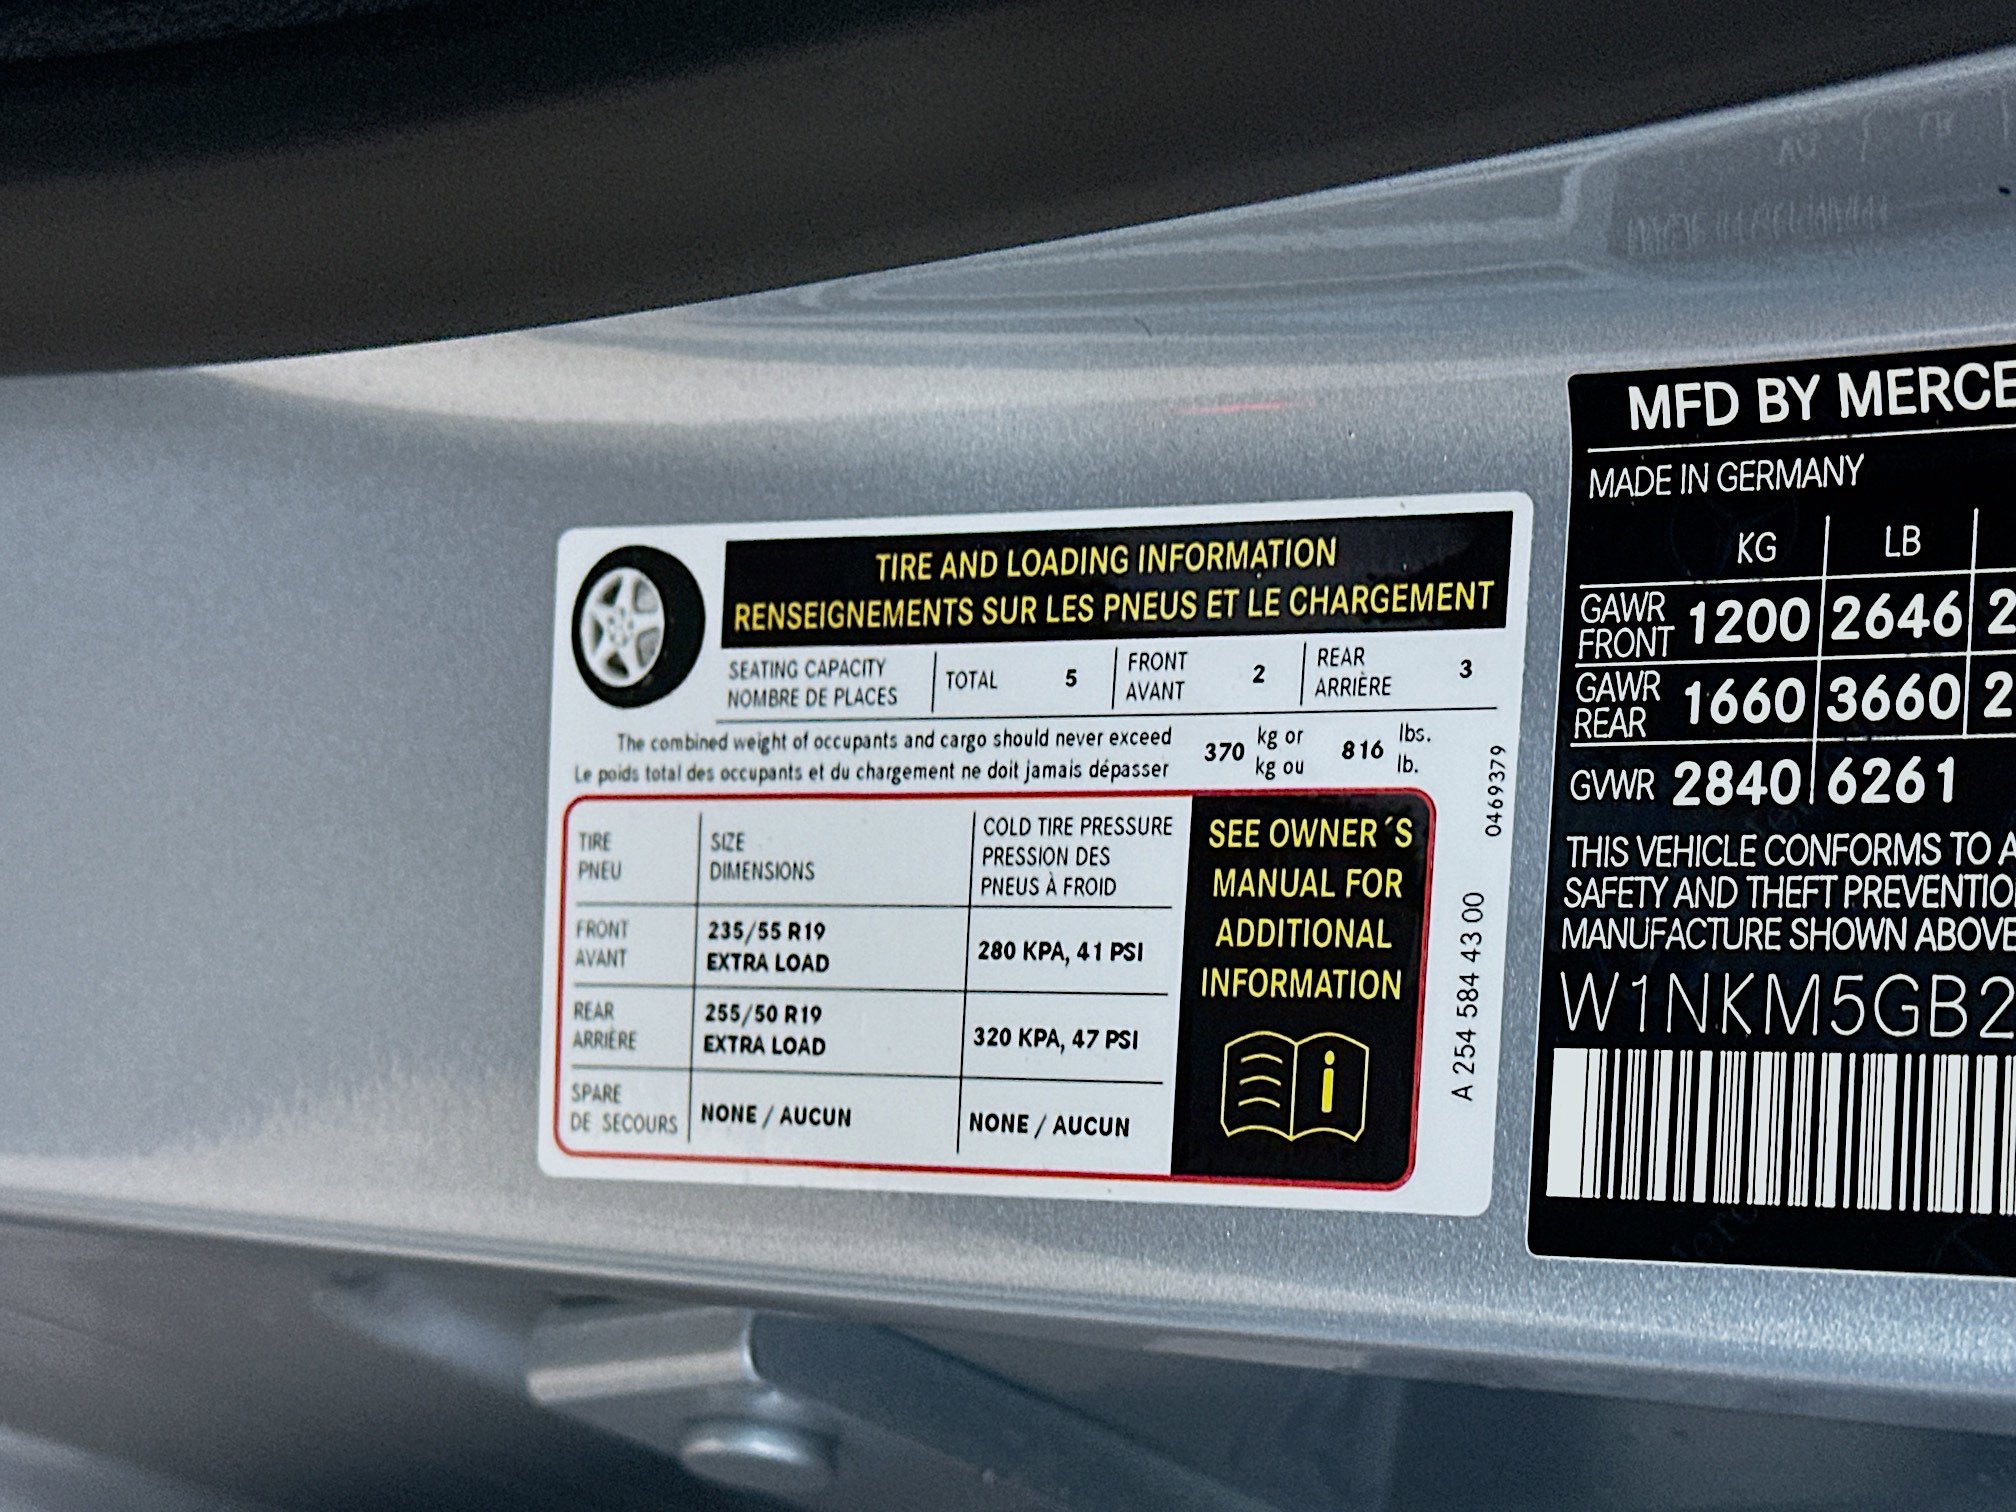 TIRE AND LOADING INFORMATION
RENSEIGNEMENTS SUR LES PNEUS ET LE CHARGEMENT
SEATING CAPACITY
NOMBRE DE PLACES
TOTAL 5
FRONT
AVANT
2
REAR
ARRIÈRE
3
The combined weight of occupants and cargo should never exceed 370 kg or 816 lbs.
Le poids total des occupants et du chargement ne doit jamais dépasser kg ou lb.
TIRE
PNEU
SIZE
DIMENSIONS
COLD TIRE PRESSURE
PRESSION DES
PNEUS À FROID
FRONT
AVANT
235/55 R19
EXTRA LOAD
280 KPA, 41 PSI
REAR
ARRIÈRE
255/50 R19
EXTRA LOAD
320 KPA, 47 PSI
SPARE
DE SECOURS
NONE / AUCUN
NONE / AUCUN
SEE OWNER´S
MANUAL FOR
ADDITIONAL
INFORMATION
0469379
A 254 584 43 00
MFD BY MERCE
MADE IN GERMANY
KG LB
GAWR
FRONT
1200 2646 2
GAWR
REAR
1660 3660 2
GVWR 2840 6261
THIS VEHICLE CONFORMS TO A
SAFETY AND THEFT PREVENTIO
MANUFACTURE SHOWN ABOVE
W1NKM5GB2